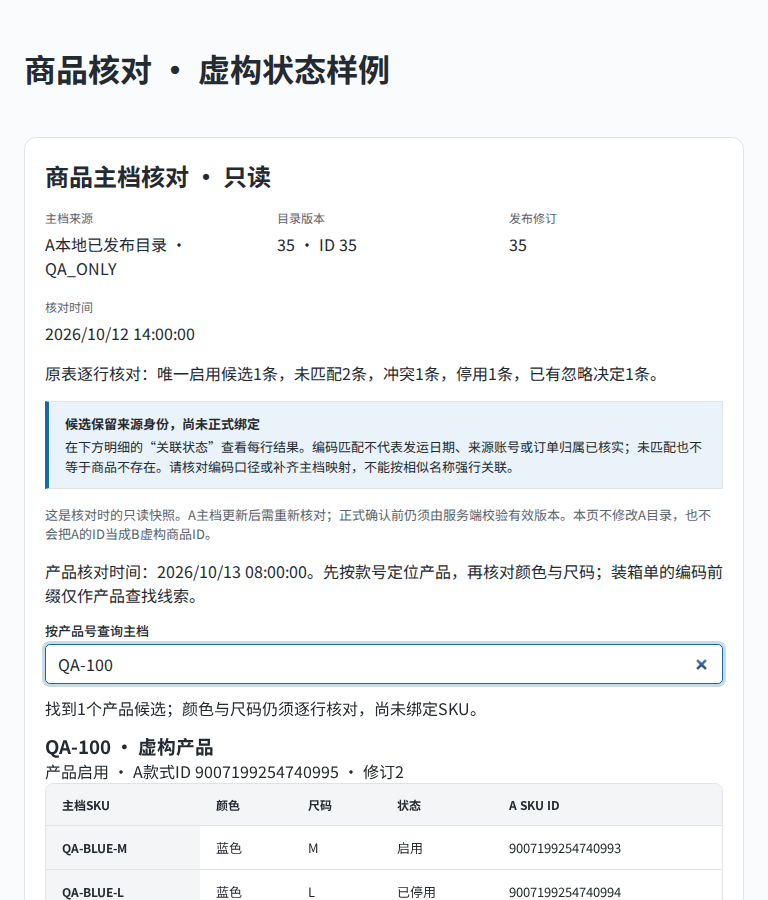 商品核对 · 虚构状态样例
商品主档核对 · 只读
主档来源
目录版本
发布修订
A本地已发布目录 ·
QA_ONLY
35 · ID 35
35
核对时间
2026/10/12 14:00:00
原表逐行核对：唯一启用候选1条，未匹配2条，冲突1条，停用1条，已有忽略决定1条。
候选保留来源身份，尚未正式绑定
在下方明细的“关联状态”查看每行结果。编码匹配不代表发运日期、来源账号或订单归属已核实；未匹配也不
等于商品不存在。请核对编码口径或补齐主档映射，不能按相似名称强行关联。
这是核对时的只读快照。A主档更新后需重新核对；正式确认前仍须由服务端校验有效版本。本页不修改A目录，也不
会把A的ID当成B虚构商品ID。
产品核对时间：2026/10/13 08:00:00。先按款号定位产品，再核对颜色与尺码；装箱单的编码前
缀仅作产品查找线索。
按产品号查询主档
QA-100
找到1个产品候选；颜色与尺码仍须逐行核对，尚未绑定SKU。
QA-100 · 虚构产品
产品启用 · A款式ID 9007199254740995 · 修订2
主档SKU 颜色 尺码 状态 A SKU ID
QA-BLUE-M 蓝色 M 启用 9007199254740993
QA-BLUE-L 蓝色 L 已停用 9007199254740994